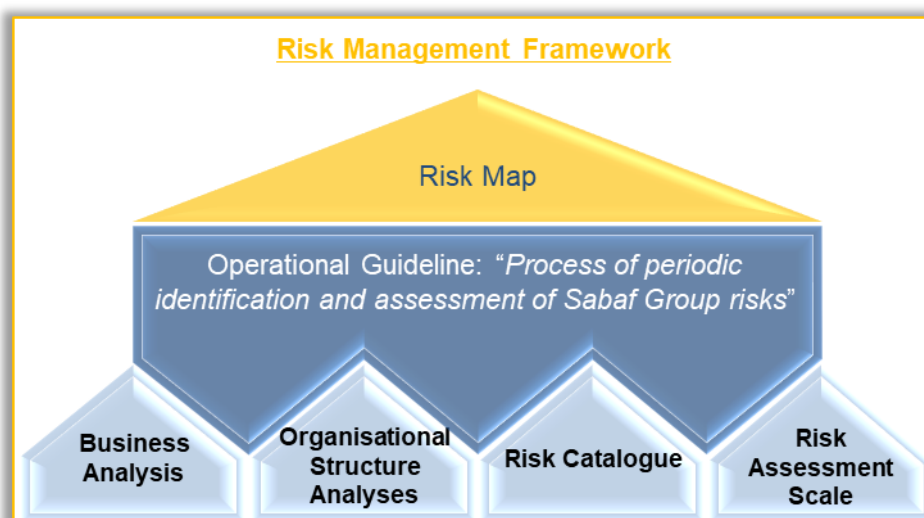 Risk Management Framework
Risk Map
Operational Guideline: “Process of periodic
identification and assessment of Sabaf Group risks”
Business
Analysis
Organisational
Structure
Analyses
Risk Catalogue
Risk
Assessment
Scale